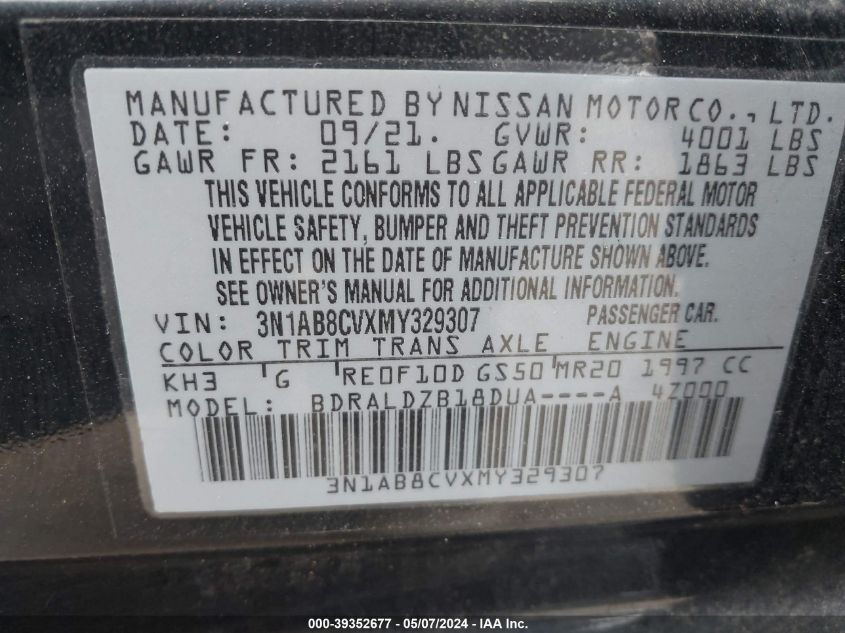 MANUFACTURED BY NISSAN MOTOR CO., LTD.
DATE: 09/21. GVWR: 4001 LBS
GAWR FR: 2161 LBS GAWR RR: 1863 LBS
THIS VEHICLE CONFORMS TO ALL APPLICABLE FEDERAL MOTOR
VEHICLE SAFETY, BUMPER AND THEFT PREVENTION STANDARDS
IN EFFECT ON THE DATE OF MANUFACTURE SHOWN ABOVE.
SEE OWNER'S MANUAL FOR ADDITIONAL INFORMATION.
VIN: 3N1AB8CVXMY329307 PASSENGER CAR.
COLOR TRIM TRANS AXLE ENGINE
KH3 G RE0F10D GS50 MR20 1997 CC
MODEL: BDRALDZB18DUA----A 4Z000
3N1AB8CVXMY329307
000-39352677 - 05/07/2024 - IAA Inc.